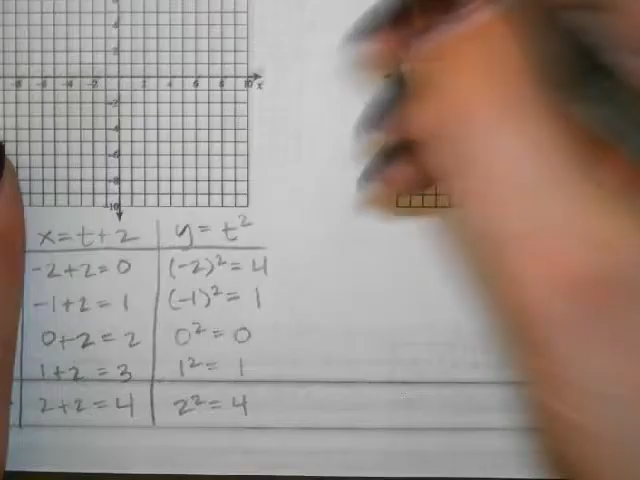 x = t + 2 | y = t²
-2 + 2 = 0 | (-2)² = 4
-1 + 2 = 1 | (-1)² = 1
0 + 2 = 2 | 0² = 0
1 + 2 = 3 | 1² = 1
2 + 2 = 4 | 2² = 4